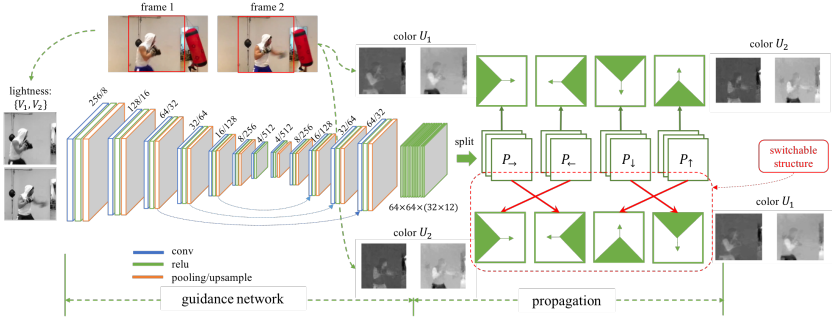 frame 1
frame 2
color U₁
color U₂
lightness:
{V₁, V₂}
256/8
128/16
64/32
32/64
16/128
8/256
4/512
4/512
8/256
16/128
32/64
64/32
split
P→
P←
P↓
P↑
switchable
structure
64×64×(32×12)
color U₂
color U₁
conv
relu
pooling/upsample
guidance network
propagation